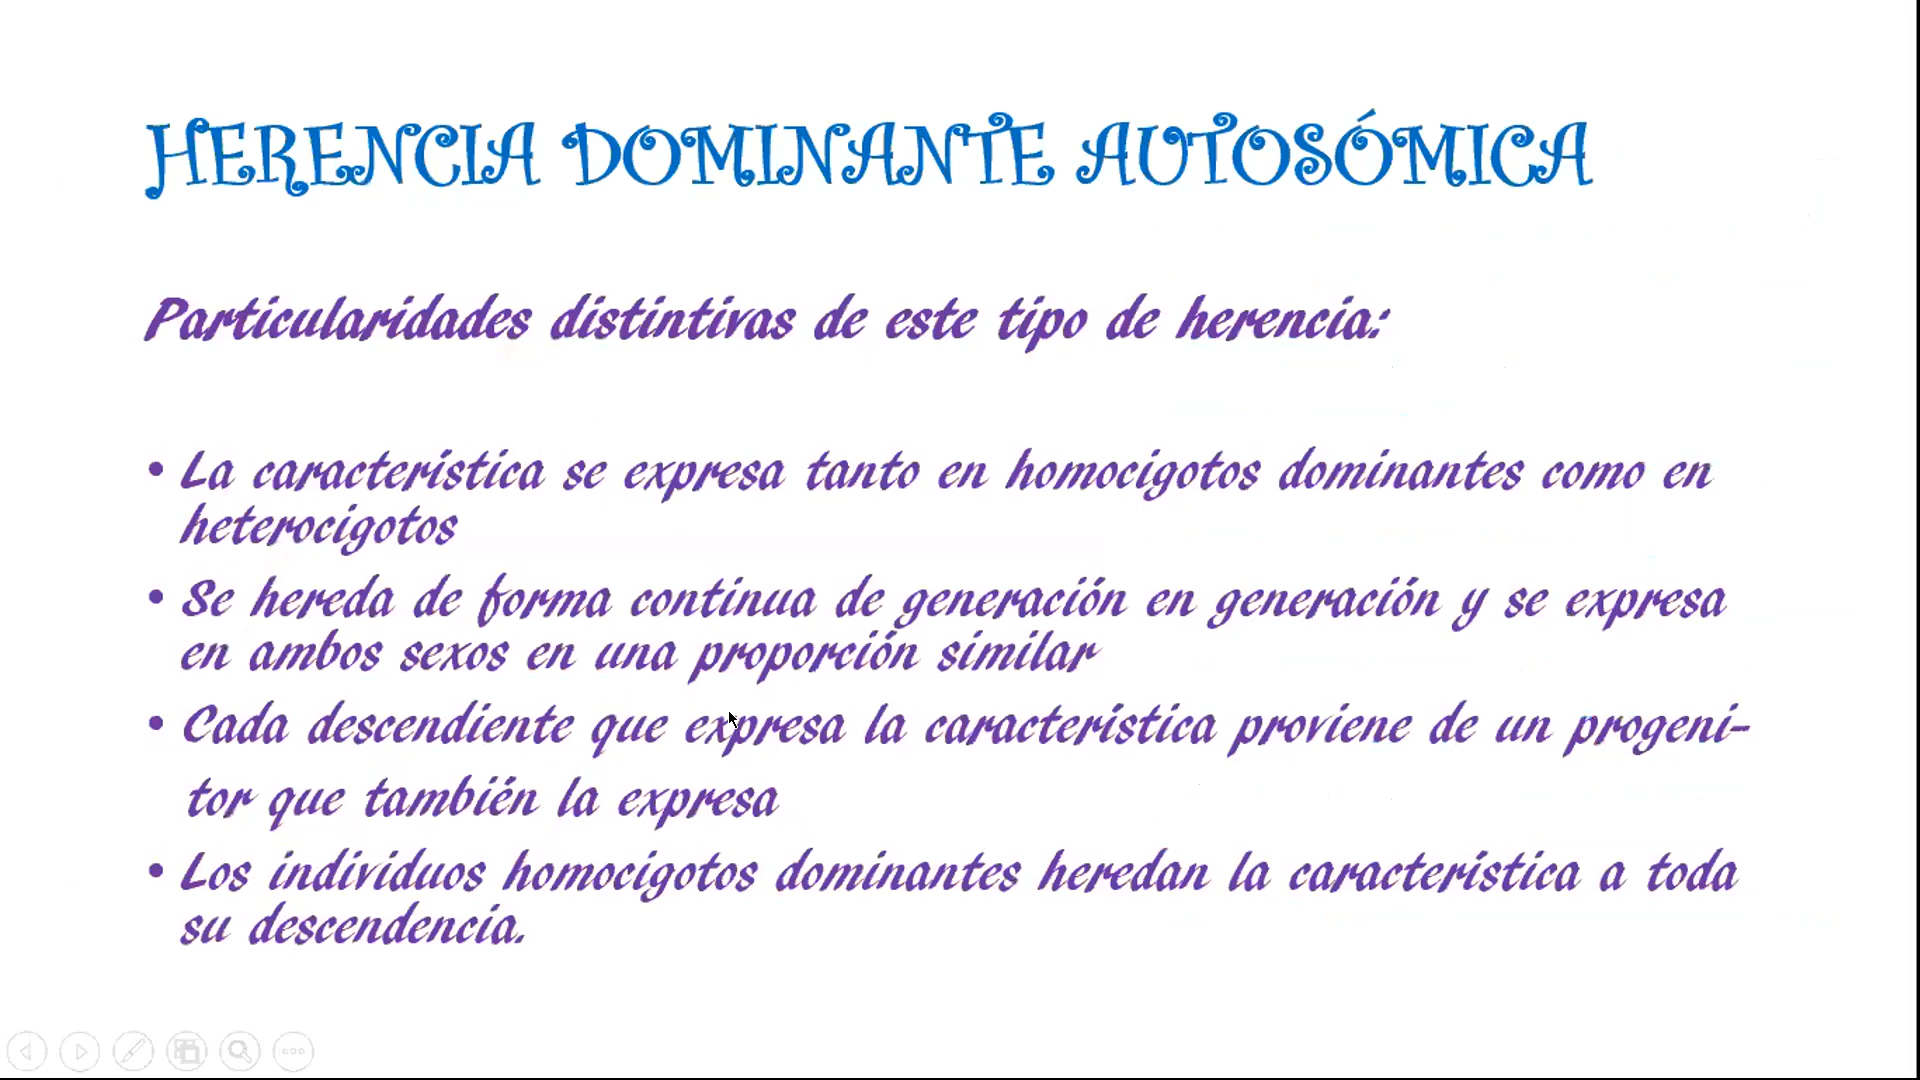 HERENCIA DOMINANTE AUTOSÓMICA
Particularidades distintivas de este tipo de herencia:
• La característica se expresa tanto en homocigotos dominantes como en
heterocigotos
• Se hereda de forma continua de generación en generación y se expresa
en ambos sexos en una proporción similar
• Cada descendiente que expresa la característica proviene de un progeni-
tor que también la expresa
• Los individuos homocigotos dominantes heredan la característica a toda
su descendencia.